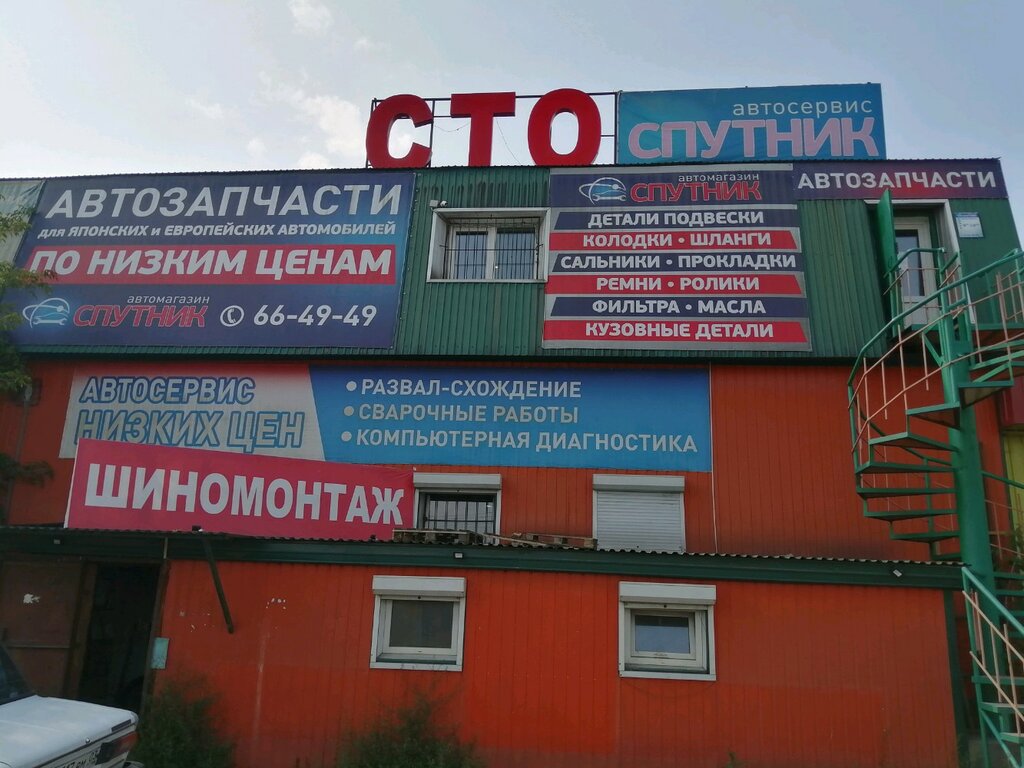 СТО
автосервис
СПУТНИК
АВТОЗАПЧАСТИ
для ЯПОНСКИХ и ЕВРОПЕЙСКИХ АВТОМОБИЛЕЙ
ПО НИЗКИМ ЦЕНАМ
автомагазин
СПУТНИК
66-49-49
автомагазин
СПУТНИК
ДЕТАЛИ ПОДВЕСКИ
КОЛОДКИ • ШЛАНГИ
САЛЬНИКИ • ПРОКЛАДКИ
РЕМНИ • РОЛИКИ
ФИЛЬТРА • МАСЛА
КУЗОВНЫЕ ДЕТАЛИ
АВТОЗАПЧАСТИ
АВТОСЕРВИС
НИЗКИХ ЦЕН
• РАЗВАЛ-СХОЖДЕНИЕ
• СВАРОЧНЫЕ РАБОТЫ
• КОМПЬЮТЕРНАЯ ДИАГНОСТИКА
ШИНОМОНТАЖ